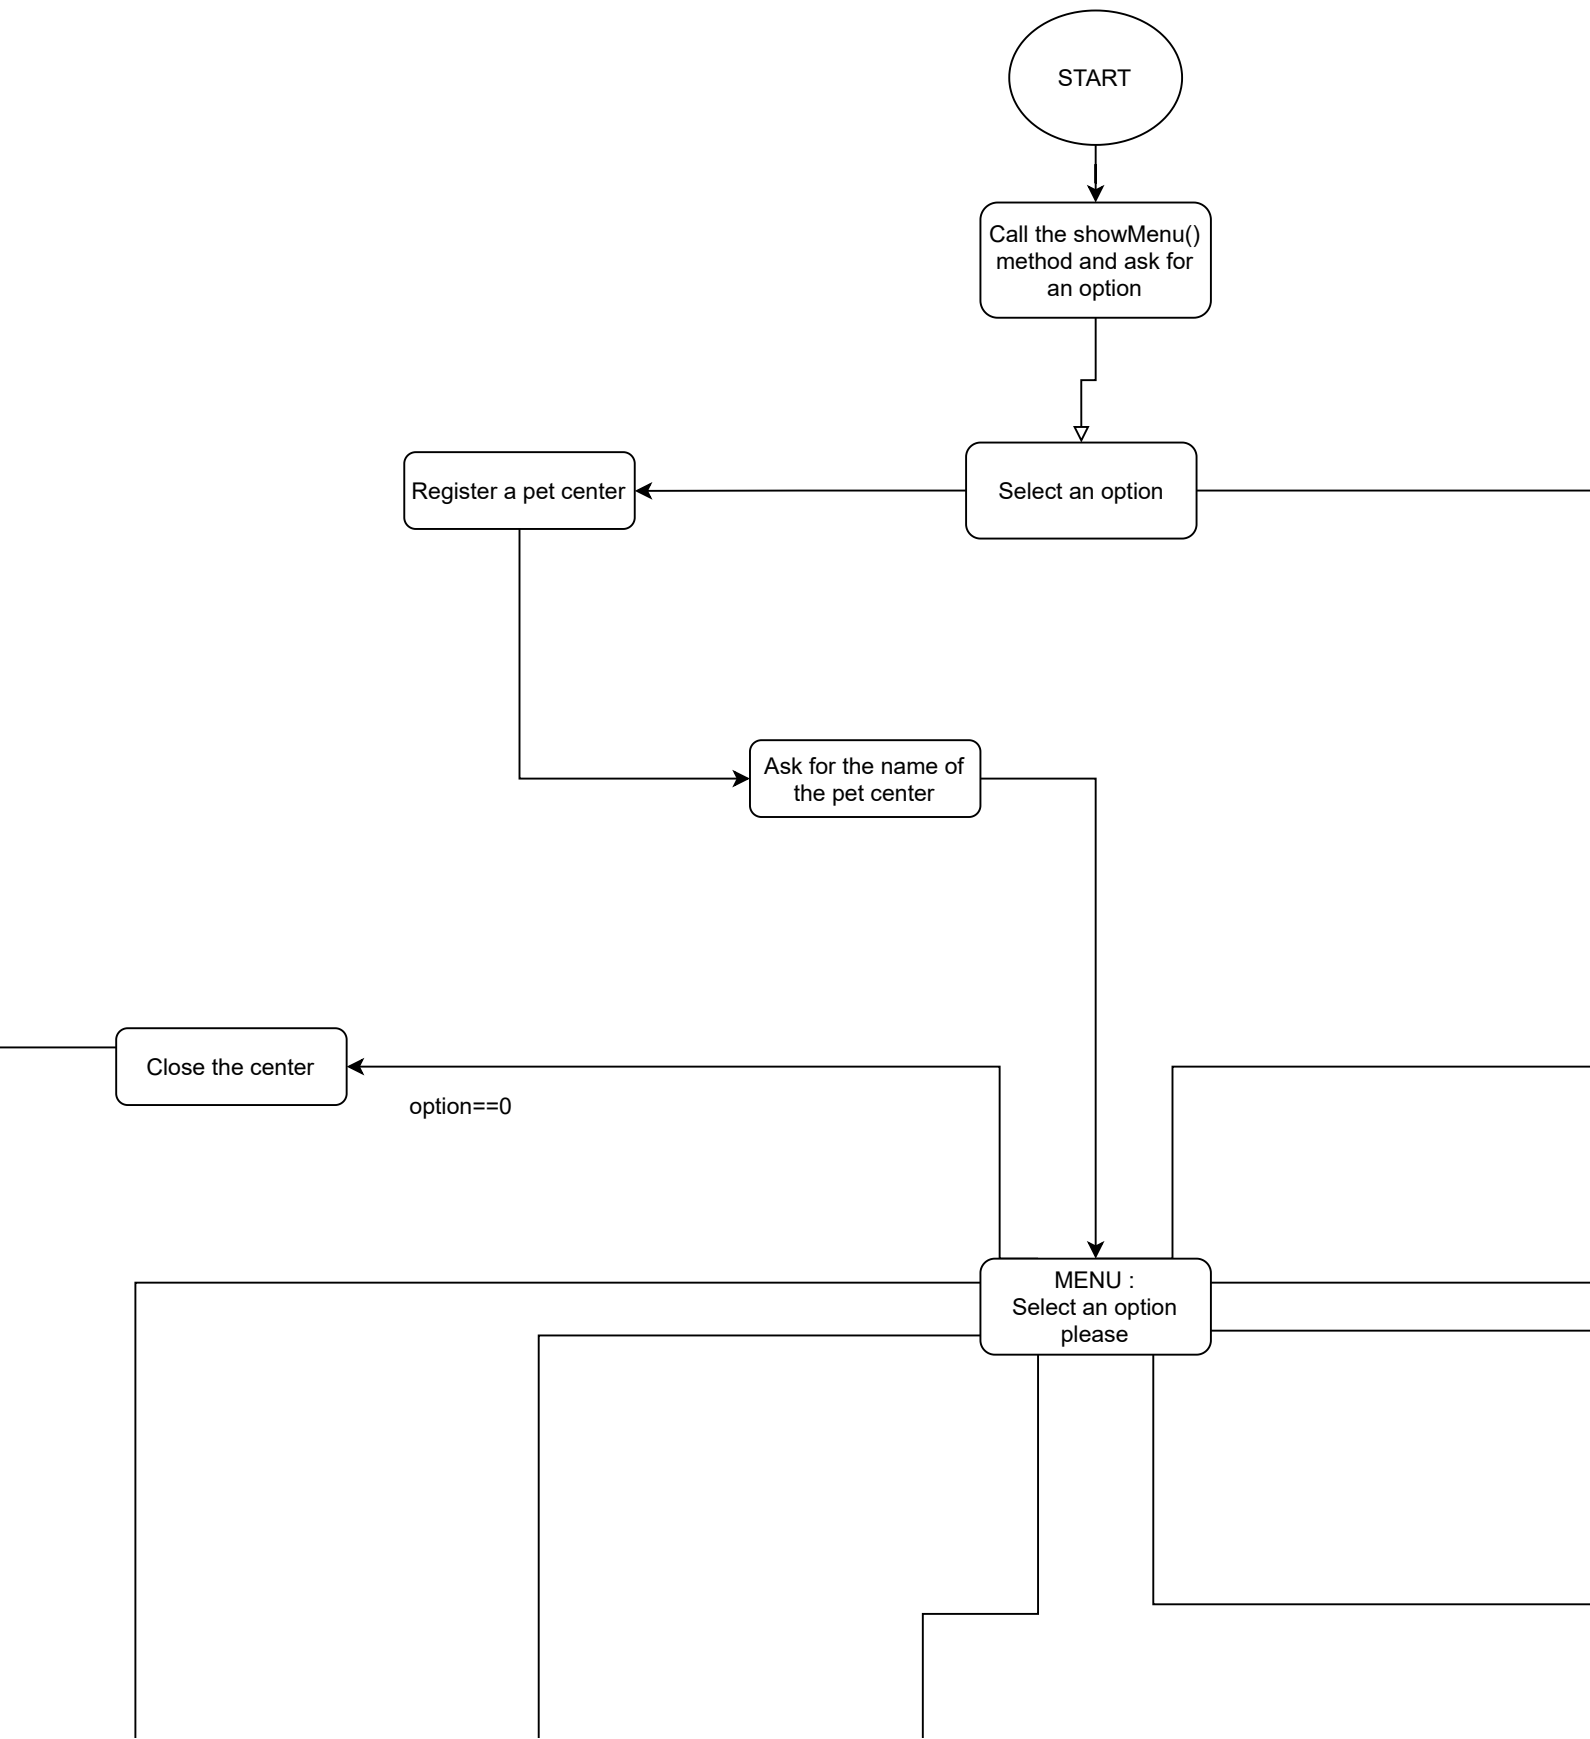 START
Call the showMenu()
method and ask for
an option
Register a pet center
Select an option
Ask for the name of
the pet center
Close the center
option==0
MENU :
Select an option
please